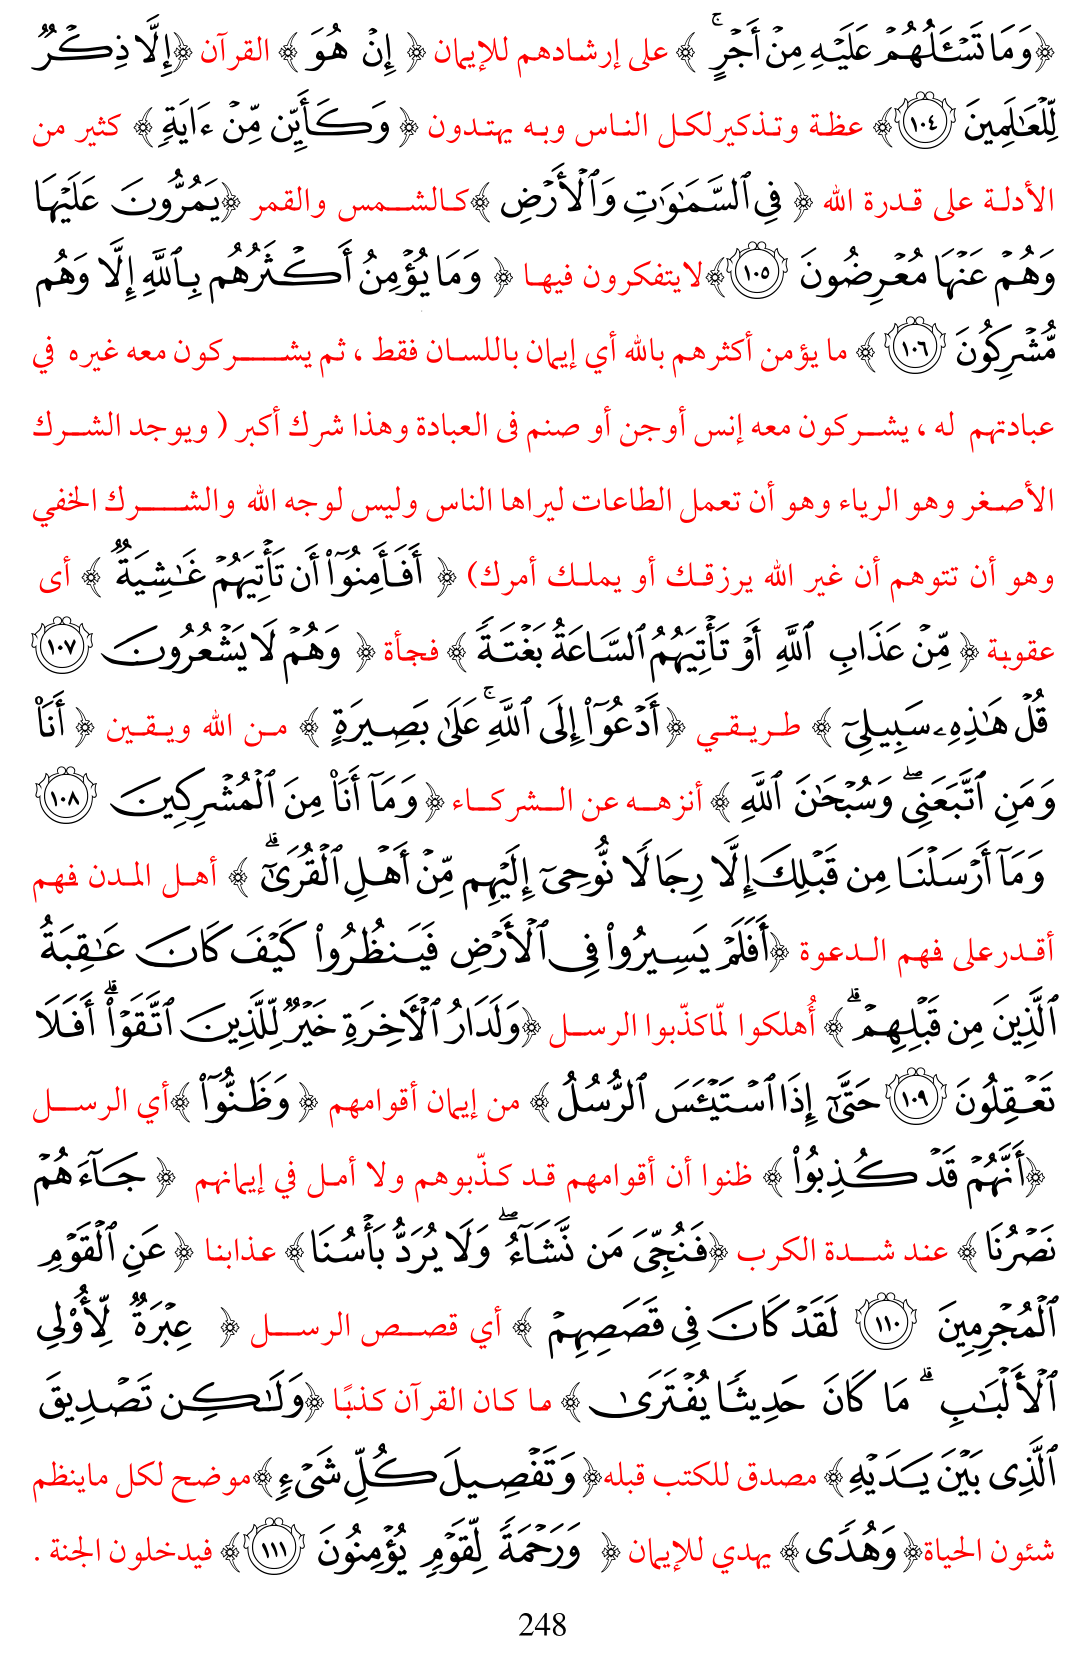 ﴿وَمَا تَسْـَٔلُهُمْ عَلَيْهِ مِنْ أَجْرٍ ۚ﴾ على إرشادهم للإيمان ﴿إِنْ هُوَ﴾ القرآن ﴿إِلَّا ذِكْرٌ
لِّلْعَـٰلَمِينَ ١٠٤﴾ عظة وتذكير لكل الناس وبه يهتدون ﴿وَكَأَيِّن مِّنْ ءَايَةٍ﴾ كثير من
الأدلة على قدرة الله ﴿فِى ٱلسَّمَـٰوَٰتِ وَٱلْأَرْضِ﴾ كالشمس والقمر ﴿يَمُرُّونَ عَلَيْهَا
وَهُمْ عَنْهَا مُعْرِضُونَ ١٠٥﴾ لايتفكرون فيها ﴿وَمَا يُؤْمِنُ أَكْثَرُهُم بِٱللَّهِ إِلَّا وَهُم
مُّشْرِكُونَ ١٠٦﴾ ما يؤمن أكثرهم بالله أي إيمان باللسان فقط ، ثم يشركون معه غيره في
عبادتهم له ، يشركون معه إنس أوجن أو صنم فى العبادة وهذا شرك أكبر ( ويوجد الشرك
الأصغر وهو الرياء وهو أن تعمل الطاعات ليراها الناس وليس لوجه الله والشرك الخفي
وهو أن تتوهم أن غير الله يرزقك أو يملك أمرك) ﴿أَفَأَمِنُوٓا۟ أَن تَأْتِيَهُمْ غَـٰشِيَةٌ﴾ أى
عقوبة ﴿مِّنْ عَذَابِ ٱللَّهِ أَوْ تَأْتِيَهُمُ ٱلسَّاعَةُ بَغْتَةً﴾ فجأة ﴿وَهُمْ لَا يَشْعُرُونَ ١٠٧
قُلْ هَـٰذِهِۦ سَبِيلِىٓ﴾ طريقي ﴿أَدْعُوٓا۟ إِلَى ٱللَّهِ ۚ عَلَىٰ بَصِيرَةٍ﴾ من الله ويقين ﴿أَنَا۠
وَمَنِ ٱتَّبَعَنِى ۖ وَسُبْحَـٰنَ ٱللَّهِ﴾ أنزهه عن الشركاء ﴿وَمَآ أَنَا۠ مِنَ ٱلْمُشْرِكِينَ ١٠٨
وَمَآ أَرْسَلْنَا مِن قَبْلِكَ إِلَّا رِجَالًا نُّوحِىٓ إِلَيْهِم مِّنْ أَهْلِ ٱلْقُرَىٰٓ ۗ﴾ أهل المدن فهم
أقدرعلى فهم الدعوة ﴿أَفَلَمْ يَسِيرُوا۟ فِى ٱلْأَرْضِ فَيَنظُرُوا۟ كَيْفَ كَانَ عَـٰقِبَةُ
ٱلَّذِينَ مِن قَبْلِهِمْ ۗ﴾ أُهلكوا لمّاكذّبوا الرسل ﴿وَلَدَارُ ٱلْـَٔاخِرَةِ خَيْرٌ لِّلَّذِينَ ٱتَّقَوْا۟ ۗ أَفَلَا
تَعْقِلُونَ ١٠٩ حَتَّىٰٓ إِذَا ٱسْتَيْـَٔسَ ٱلرُّسُلُ﴾ من إيمان أقوامهم ﴿وَظَنُّوٓا۟﴾ أي الرسل
﴿أَنَّهُمْ قَدْ كُذِبُوا۟﴾ ظنوا أن أقوامهم قد كذّبوهم ولا أمل في إيمانهم ﴿جَآءَهُمْ
نَصْرُنَا﴾ عند شدة الكرب ﴿فَنُجِّىَ مَن نَّشَآءُ ۖ وَلَا يُرَدُّ بَأْسُنَا﴾ عذابنا ﴿عَنِ ٱلْقَوْمِ
ٱلْمُجْرِمِينَ ١١٠ لَقَدْ كَانَ فِى قَصَصِهِمْ﴾ أي قصص الرسل ﴿عِبْرَةٌ لِّأُو۟لِى
ٱلْأَلْبَـٰبِ ۗ مَا كَانَ حَدِيثًا يُفْتَرَىٰ﴾ ما كان القرآن كذبًا ﴿وَلَـٰكِن تَصْدِيقَ
ٱلَّذِى بَيْنَ يَدَيْهِ﴾ مصدق للكتب قبله ﴿وَتَفْصِيلَ كُلِّ شَىْءٍ﴾ موضح لكل ماينظم
شئون الحياة ﴿وَهُدًى﴾ يهدي للإيمان ﴿وَرَحْمَةً لِّقَوْمٍ يُؤْمِنُونَ ١١١﴾ فيدخلون الجنة .
248